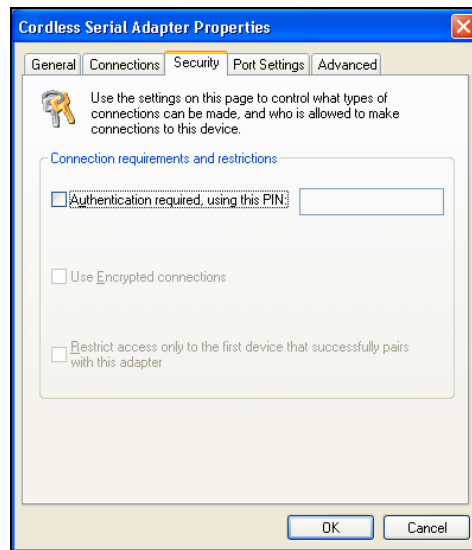 Cordless Serial Adapter Properties
General Connections Security Port Settings Advanced
Use the settings on this page to control what types of
connections can be made, and who is allowed to make
connections to this device.
Connection requirements and restrictions
Authentication required, using this PIN:
Use Encrypted connections
Restrict access only to the first device that successfully pairs
with this adapter
OK Cancel